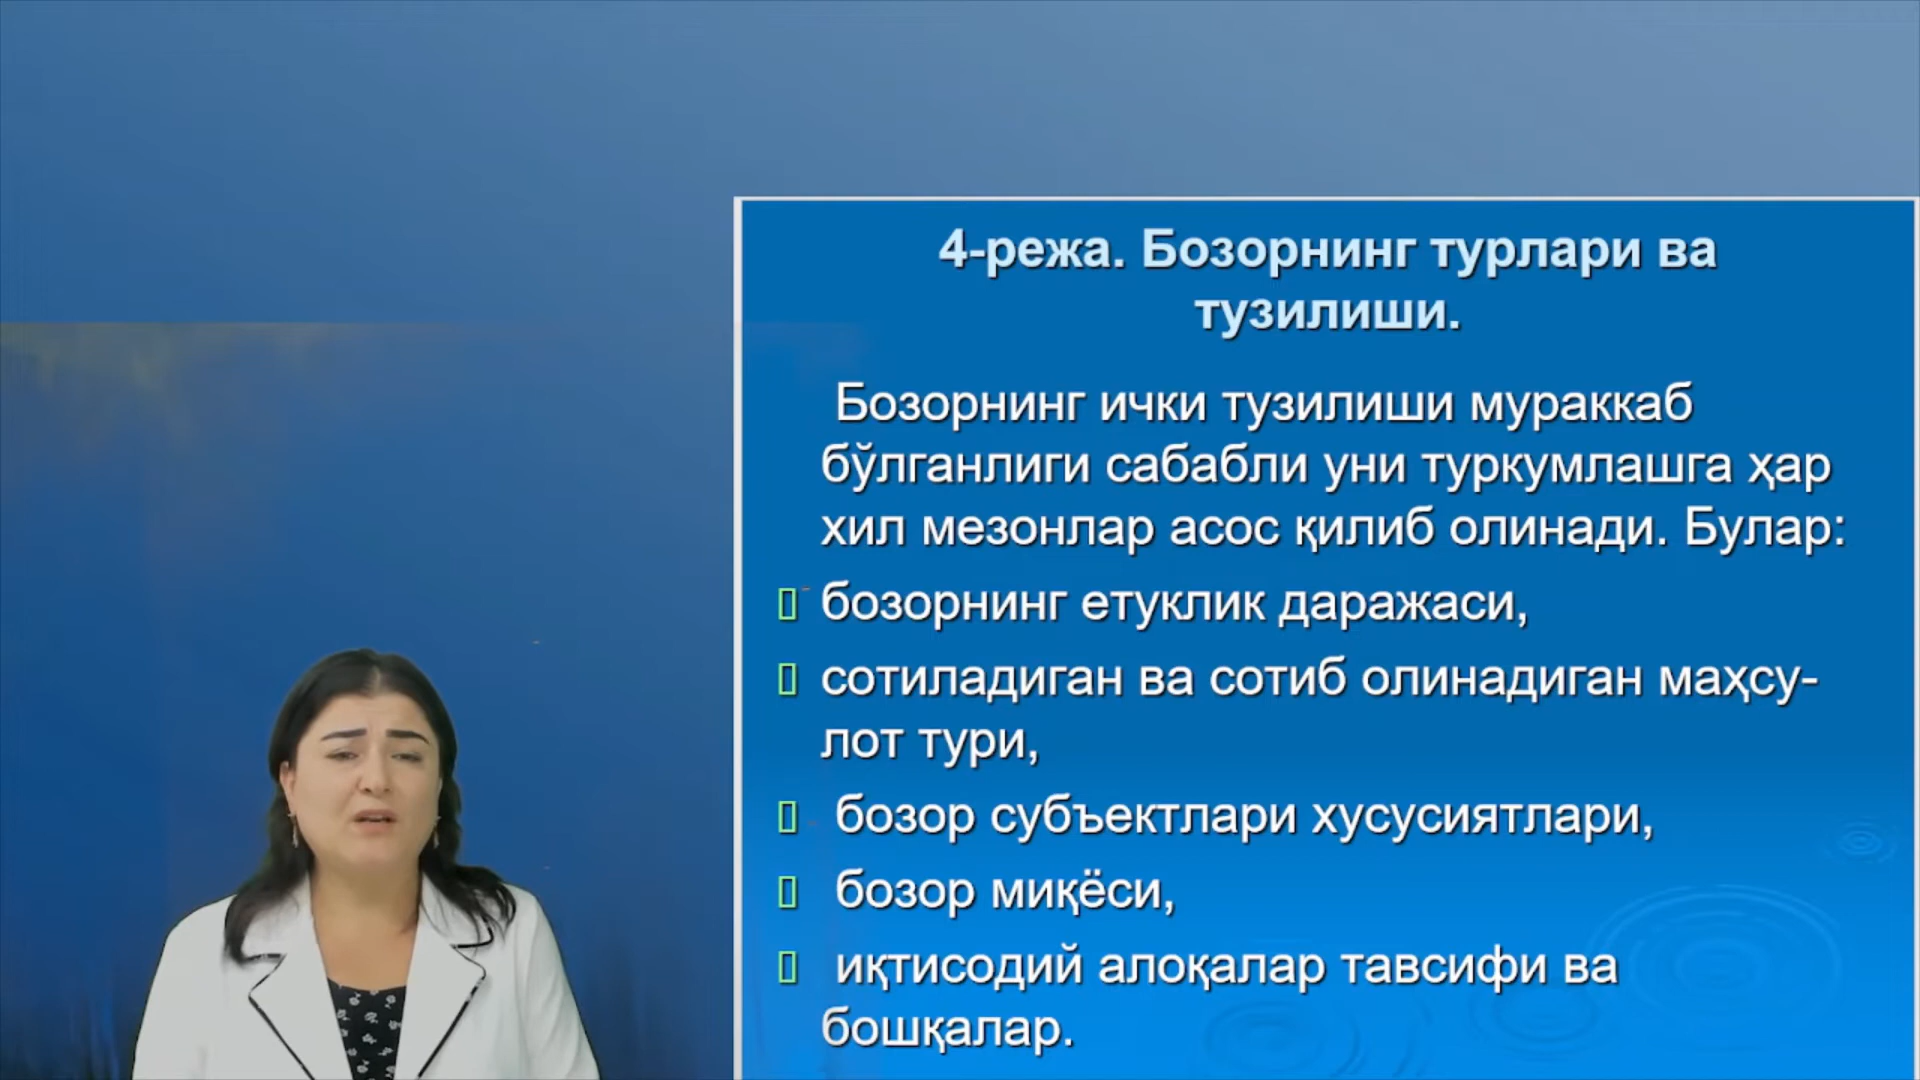 4-режа. Бозорнинг турлари ва
тузилиши.
Бозорнинг ички тузилиши мураккаб
бўлганлиги сабабли уни туркумлашга ҳар
хил мезонлар асос қилиб олинади. Булар:
бозорнинг етуклик даражаси,
сотиладиган ва сотиб олинадиган маҳсу-
лот тури,
бозор субъектлари хусусиятлари,
бозор миқёси,
иқтисодий алоқалар тавсифи ва
бошқалар.